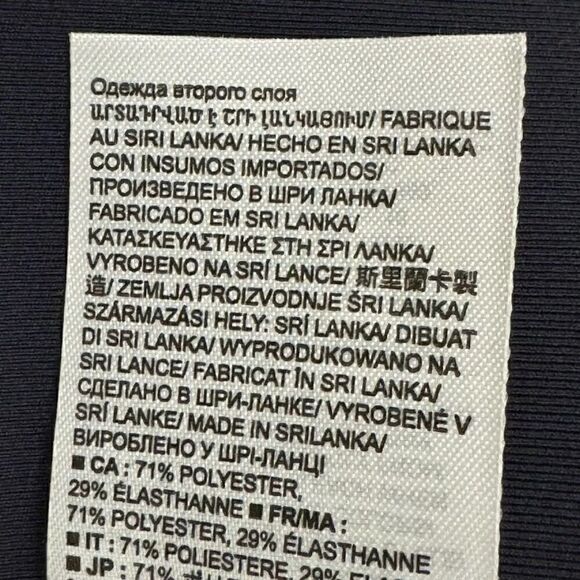 Одежда второго слоя
ԱՐՏԱԴՐՎԱԾ Է ՇՐԻ ԼԱՆԿԱՅՈՒՄ/ FABRIQUE
AU SIRI LANKA/ HECHO EN SRI LANKA
CON INSUMOS IMPORTADOS/
ПРОИЗВЕДЕНО В ШРИ ЛАНКА/
FABRICADO EM SRI LANKA/
ΚΑΤΑΣΚΕΥΑΣΤΗΚΕ ΣΤΗ ΣΡΙ ΛΑΝΚΑ/
VYROBENO NA SRÍ LANCE/ 斯里蘭卡製
造/ ZEMLJA PROIZVODNJE ŠRI LANKA/
SZÁRMAZÁSI HELY: SRÍ LANKA/ DIBUAT
DI SRI LANKA/ WYPRODUKOWANO NA
SRI LANCE/ FABRICAT ÎN SRI LANKA/
СДЕЛАНО В ШРИ-ЛАНКЕ/ VYROBENÉ V
SRÍ LANKE/ MADE IN SRILANKA/
ВИРОБЛЕНО У ШРІ-ЛАНЦІ
■ CA : 71% POLYESTER,
29% ÉLASTHANNE ■ FR/MA :
71% POLYESTER, 29% ÉLASTHANNE
■ IT : 71% POLIESTERE, 29%
■ JP : 71%